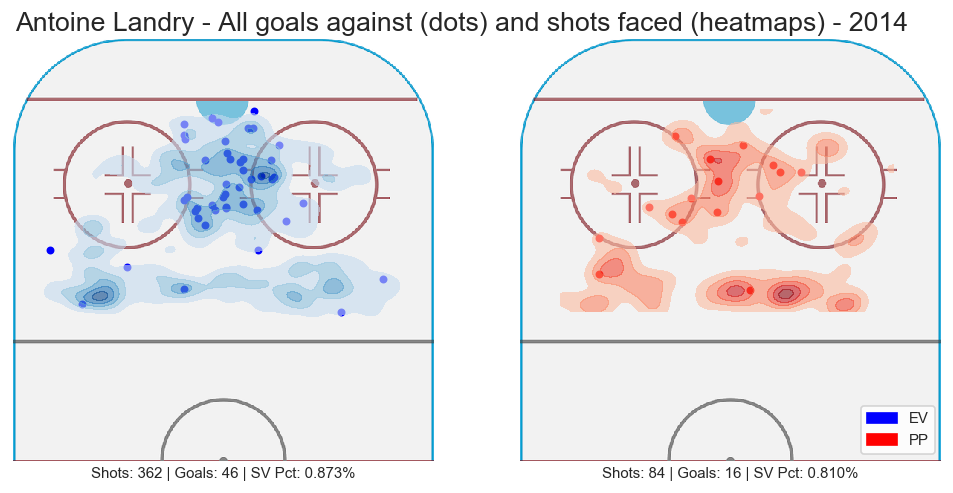 Antoine Landry - All goals against (dots) and shots faced (heatmaps) - 2014
EV
PP
Shots: 362 | Goals: 46 | SV Pct: 0.873%
Shots: 84 | Goals: 16 | SV Pct: 0.810%